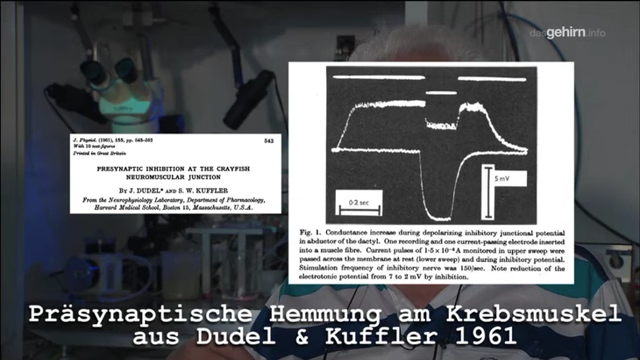 dasgehirn.info
J. Physiol. (1961), 155, pp. 543-562
With 10 text-figures
Printed in Great Britain
543
PRESYNAPTIC INHIBITION AT THE CRAYFISH
NEUROMUSCULAR JUNCTION
By J. DUDEL* AND S. W. KUFFLER
From the Neurophysiology Laboratory, Department of Pharmacology,
Harvard Medical School, Boston 15, Massachusetts, U.S.A.
5 mV
0·2 sec
Fig. 1. Conductance increase during depolarizing inhibitory junctional potential
in abductor of the dactyl. One recording and one current-passing electrode inserted
into a muscle fibre. Current pulses of 1·5 x 10⁻⁸A monitored in upper sweep were
passed across the membrane at rest (lower sweep) and during inhibitory potential.
Stimulation frequency of inhibitory nerve was 150/sec. Note reduction of the
electrotonic potential from 7 to 2 mV by inhibition.
Präsynaptische Hemmung am Krebsmuskel
aus Dudel & Kuffler 1961